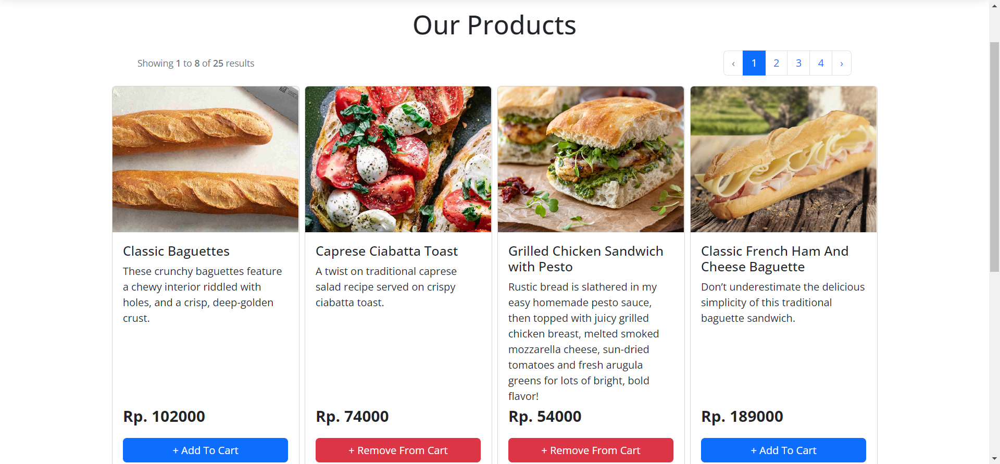 Our Products
Showing 1 to 8 of 25 results
‹ 1 2 3 4 ›
Classic Baguettes
These crunchy baguettes feature
a chewy interior riddled with
holes, and a crisp, deep-golden
crust.
Rp. 102000
+ Add To Cart
Caprese Ciabatta Toast
A twist on traditional caprese
salad recipe served on crispy
ciabatta toast.
Rp. 74000
+ Remove From Cart
Grilled Chicken Sandwich
with Pesto
Rustic bread is slathered in my
easy homemade pesto sauce,
then topped with juicy grilled
chicken breast, melted smoked
mozzarella cheese, sun-dried
tomatoes and fresh arugula
greens for lots of bright, bold
flavor!
Rp. 54000
+ Remove From Cart
Classic French Ham And
Cheese Baguette
Don’t underestimate the delicious
simplicity of this traditional
baguette sandwich.
Rp. 189000
+ Add To Cart